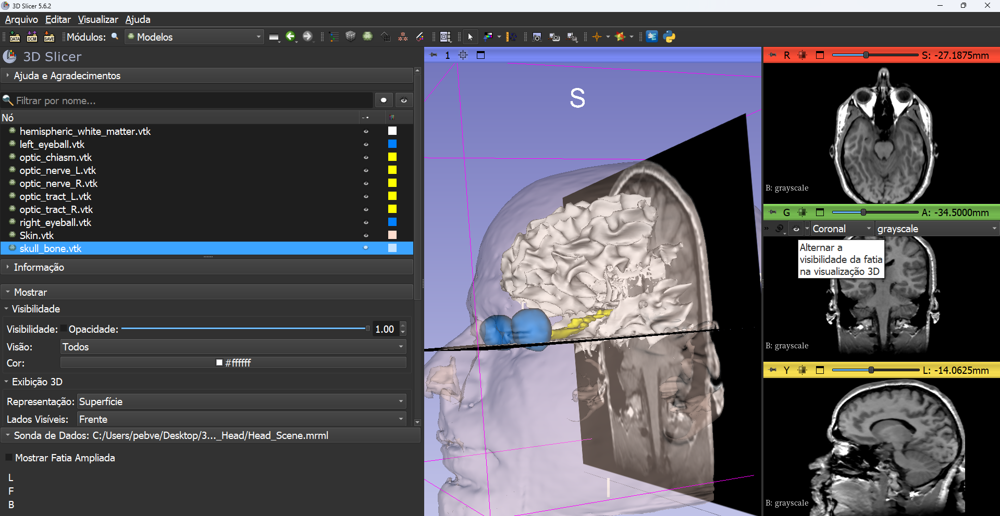 3D Slicer 5.6.2
Arquivo Editar Visualizar Ajuda
DATA DCM SAVE Módulos: Modelos
3D Slicer
Ajuda e Agradecimentos
Filtrar por nome...
Nó
hemispheric_white_matter.vtk
left_eyeball.vtk
optic_chiasm.vtk
optic_nerve_L.vtk
optic_nerve_R.vtk
optic_tract_L.vtk
optic_tract_R.vtk
right_eyeball.vtk
Skin.vtk
skull_bone.vtk
Informação
Mostrar
Visibilidade
Visibilidade: Opacidade: 1.00
Visão: Todos
Cor: #ffffff
Exibição 3D
Representação: Superfície
Lados Visíveis: Frente
Sonda de Dados: C:/Users/pebve/Desktop/3..._Head/Head_Scene.mrml
Mostrar Fatia Ampliada
L
F
B
1
S
I
R S: -27.1875mm
B: grayscale
G A: -34.5000mm
» Coronal grayscale
Alternar a
visibilidade da fatia
na visualização 3D
B: grayscale
Y L: -14.0625mm
B: grayscale